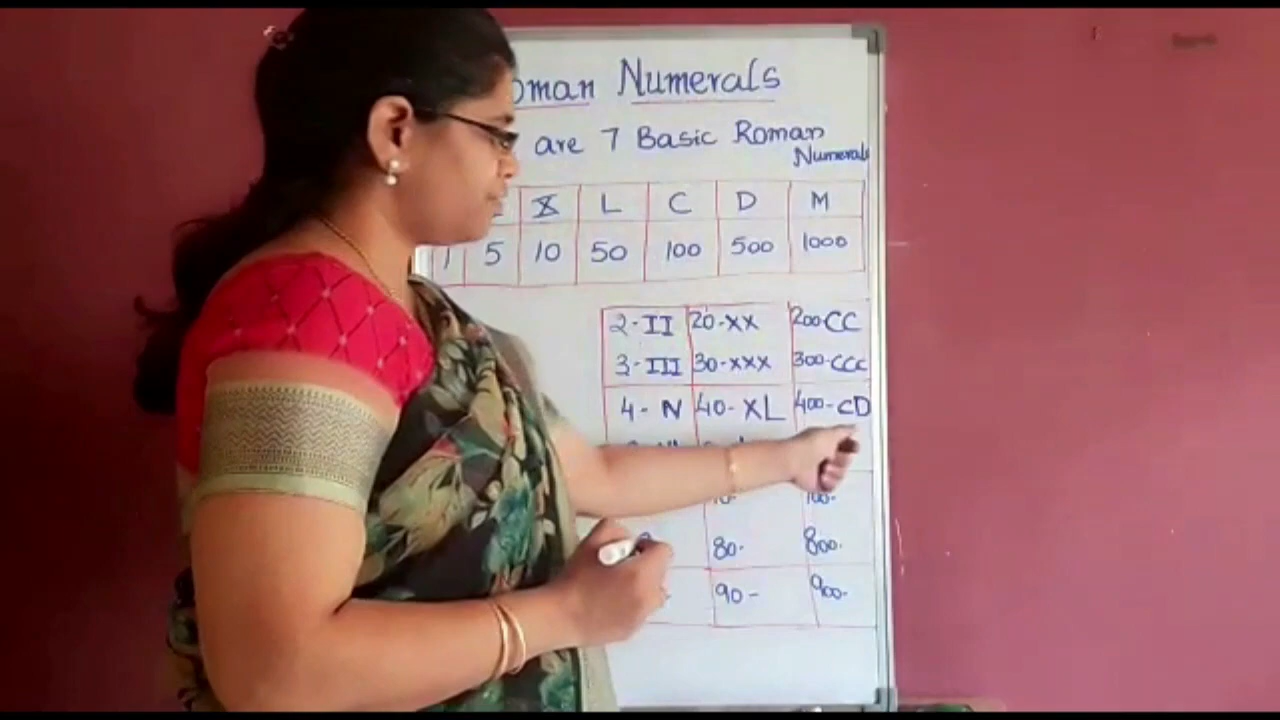 oman Numerals
are 7 Basic Roman
Numerals
X L C D M
1 5 10 50 100 500 1000
2-II 20-XX 200-CC
3-III 30-XXX 300-CCC
4-IV 40-XL 400-CD
80- 800-
90- 900-